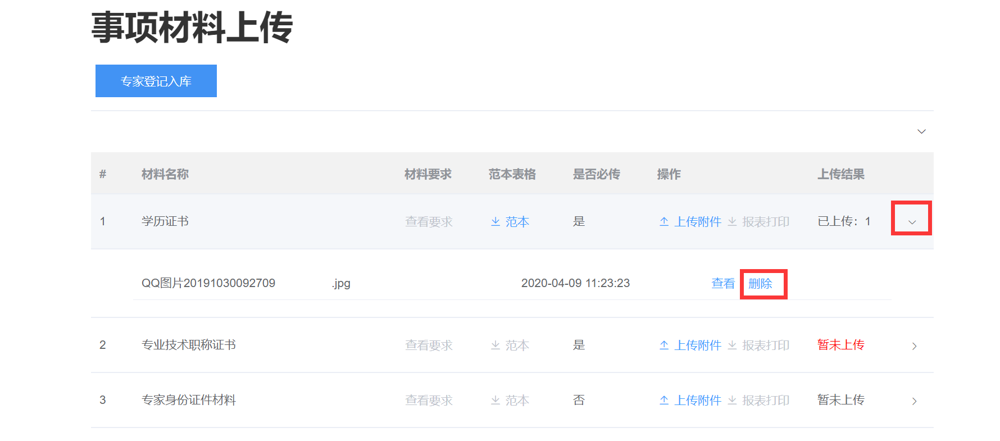 事项材料上传
专家登记入库
# 材料名称 材料要求 范本表格 是否必传 操作 上传结果
1 学历证书 查看要求 范本 是 上传附件 报表打印 已上传：1
QQ图片20191030092709 .jpg 2020-04-09 11:23:23 查看 删除
2 专业技术职称证书 查看要求 范本 是 上传附件 报表打印 暂未上传
3 专家身份证件材料 查看要求 范本 否 上传附件 报表打印 暂未上传